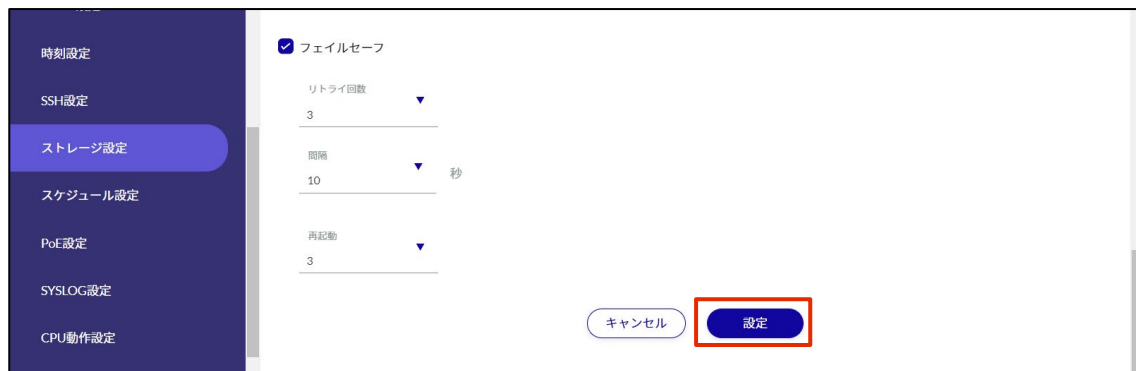 時刻設定
SSH設定
ストレージ設定
スケジュール設定
PoE設定
SYSLOG設定
CPU動作設定
フェイルセーフ
リトライ回数
3
間隔
10
秒
再起動
3
キャンセル
設定